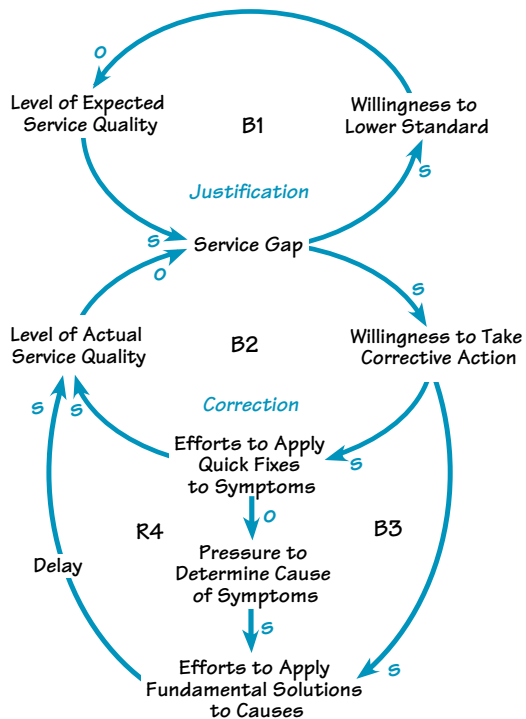 O
Level of Expected
Service Quality
B1
Willingness to
Lower Standard
S
Justification
S
Service Gap
O
S
Level of Actual
Service Quality
B2
Willingness to Take
Corrective Action
S
S
Correction
Efforts to Apply
Quick Fixes
to Symptoms
S
O
R4
B3
Pressure to
Determine Cause
of Symptoms
Delay
S
Efforts to Apply
Fundamental Solutions
to Causes
S